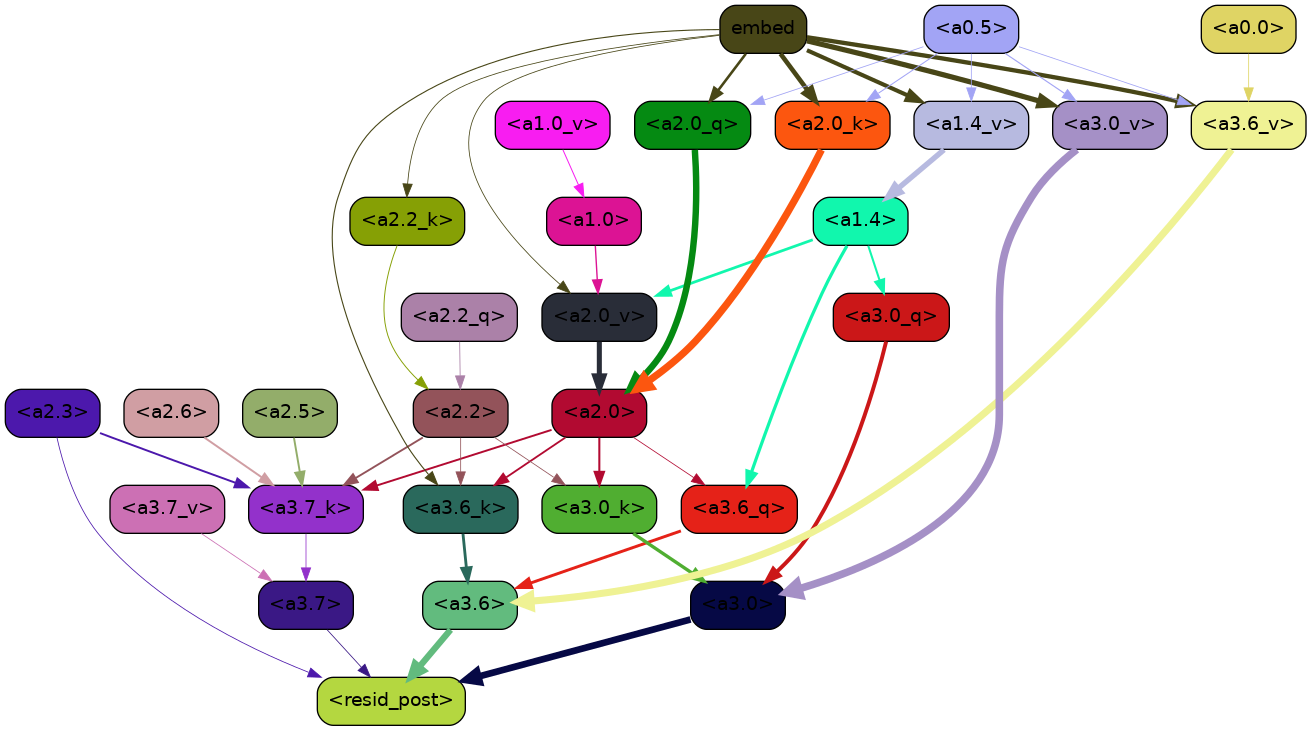 embed
<a0.5>
<a0.0>
<a1.0_v>
<a2.0_q>
<a2.0_k>
<a1.4_v>
<a3.0_v>
<a3.6_v>
<a2.2_k>
<a1.0>
<a1.4>
<a2.2_q>
<a2.0_v>
<a3.0_q>
<a2.3>
<a2.6>
<a2.5>
<a2.2>
<a2.0>
<a3.7_v>
<a3.7_k>
<a3.6_k>
<a3.0_k>
<a3.6_q>
<a3.7>
<a3.6>
<a3.0>
<resid_post>